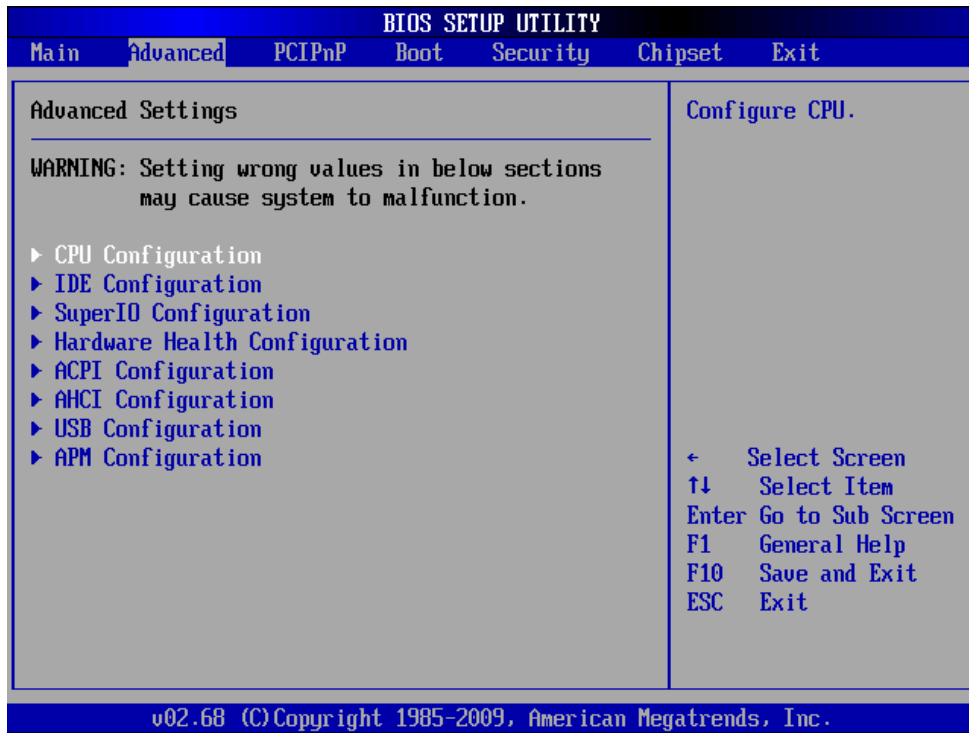 BIOS SETUP UTILITY
Main Advanced PCIPnP Boot Security Chipset Exit
Advanced Settings
WARNING: Setting wrong values in below sections
may cause system to malfunction.
▶ CPU Configuration
▶ IDE Configuration
▶ SuperIO Configuration
▶ Hardware Health Configuration
▶ ACPI Configuration
▶ AHCI Configuration
▶ USB Configuration
▶ APM Configuration
Configure CPU.
← Select Screen
↑↓ Select Item
Enter Go to Sub Screen
F1 General Help
F10 Save and Exit
ESC Exit
v02.68 (C)Copyright 1985-2009, American Megatrends, Inc.